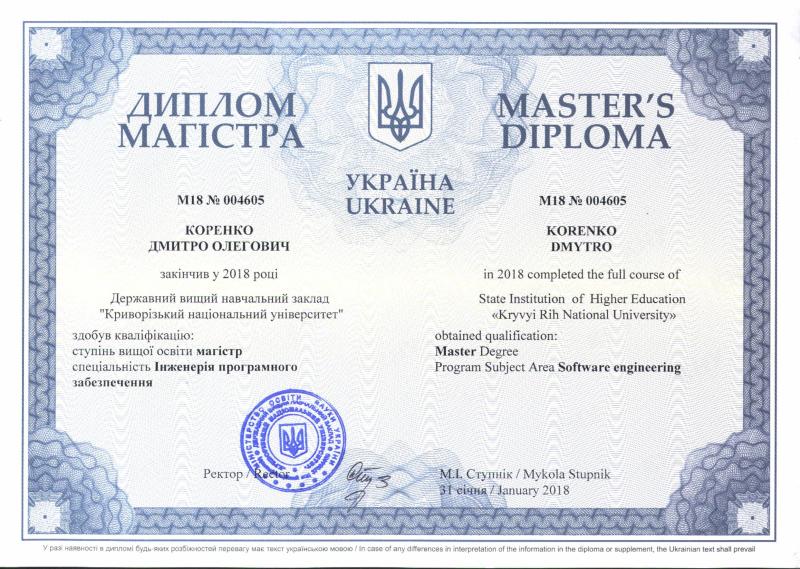 ДИПЛОМ
МАГІСТРА
MASTER'S
DIPLOMA
УКРАЇНА
UKRAINE
М18 № 004605
КОРЕНКО
ДМИТРО ОЛЕГОВИЧ
закінчив у 2018 році
Державний вищий навчальний заклад
"Криворізький національний університет"
здобув кваліфікацію:
ступінь вищої освіти магістр
спеціальність Інженерія програмного
забезпечення
M18 № 004605
KORENKO
DMYTRO
in 2018 completed the full course of
State Institution of Higher Education
«Kryvyi Rih National University»
obtained qualification:
Master Degree
Program Subject Area Software engineering
МІНІСТЕРСТВО ОСВІТИ І НАУКИ УКРАЇНИ
Ректор / Rector
М.І. Ступнік / Mykola Stupnik
31 січня / January 2018
У разі наявності в дипломі будь-яких розбіжностей перевагу має текст українською мовою / In case of any differences in interpretation of the information in the diploma or supplement, the Ukrainian text shall prevail